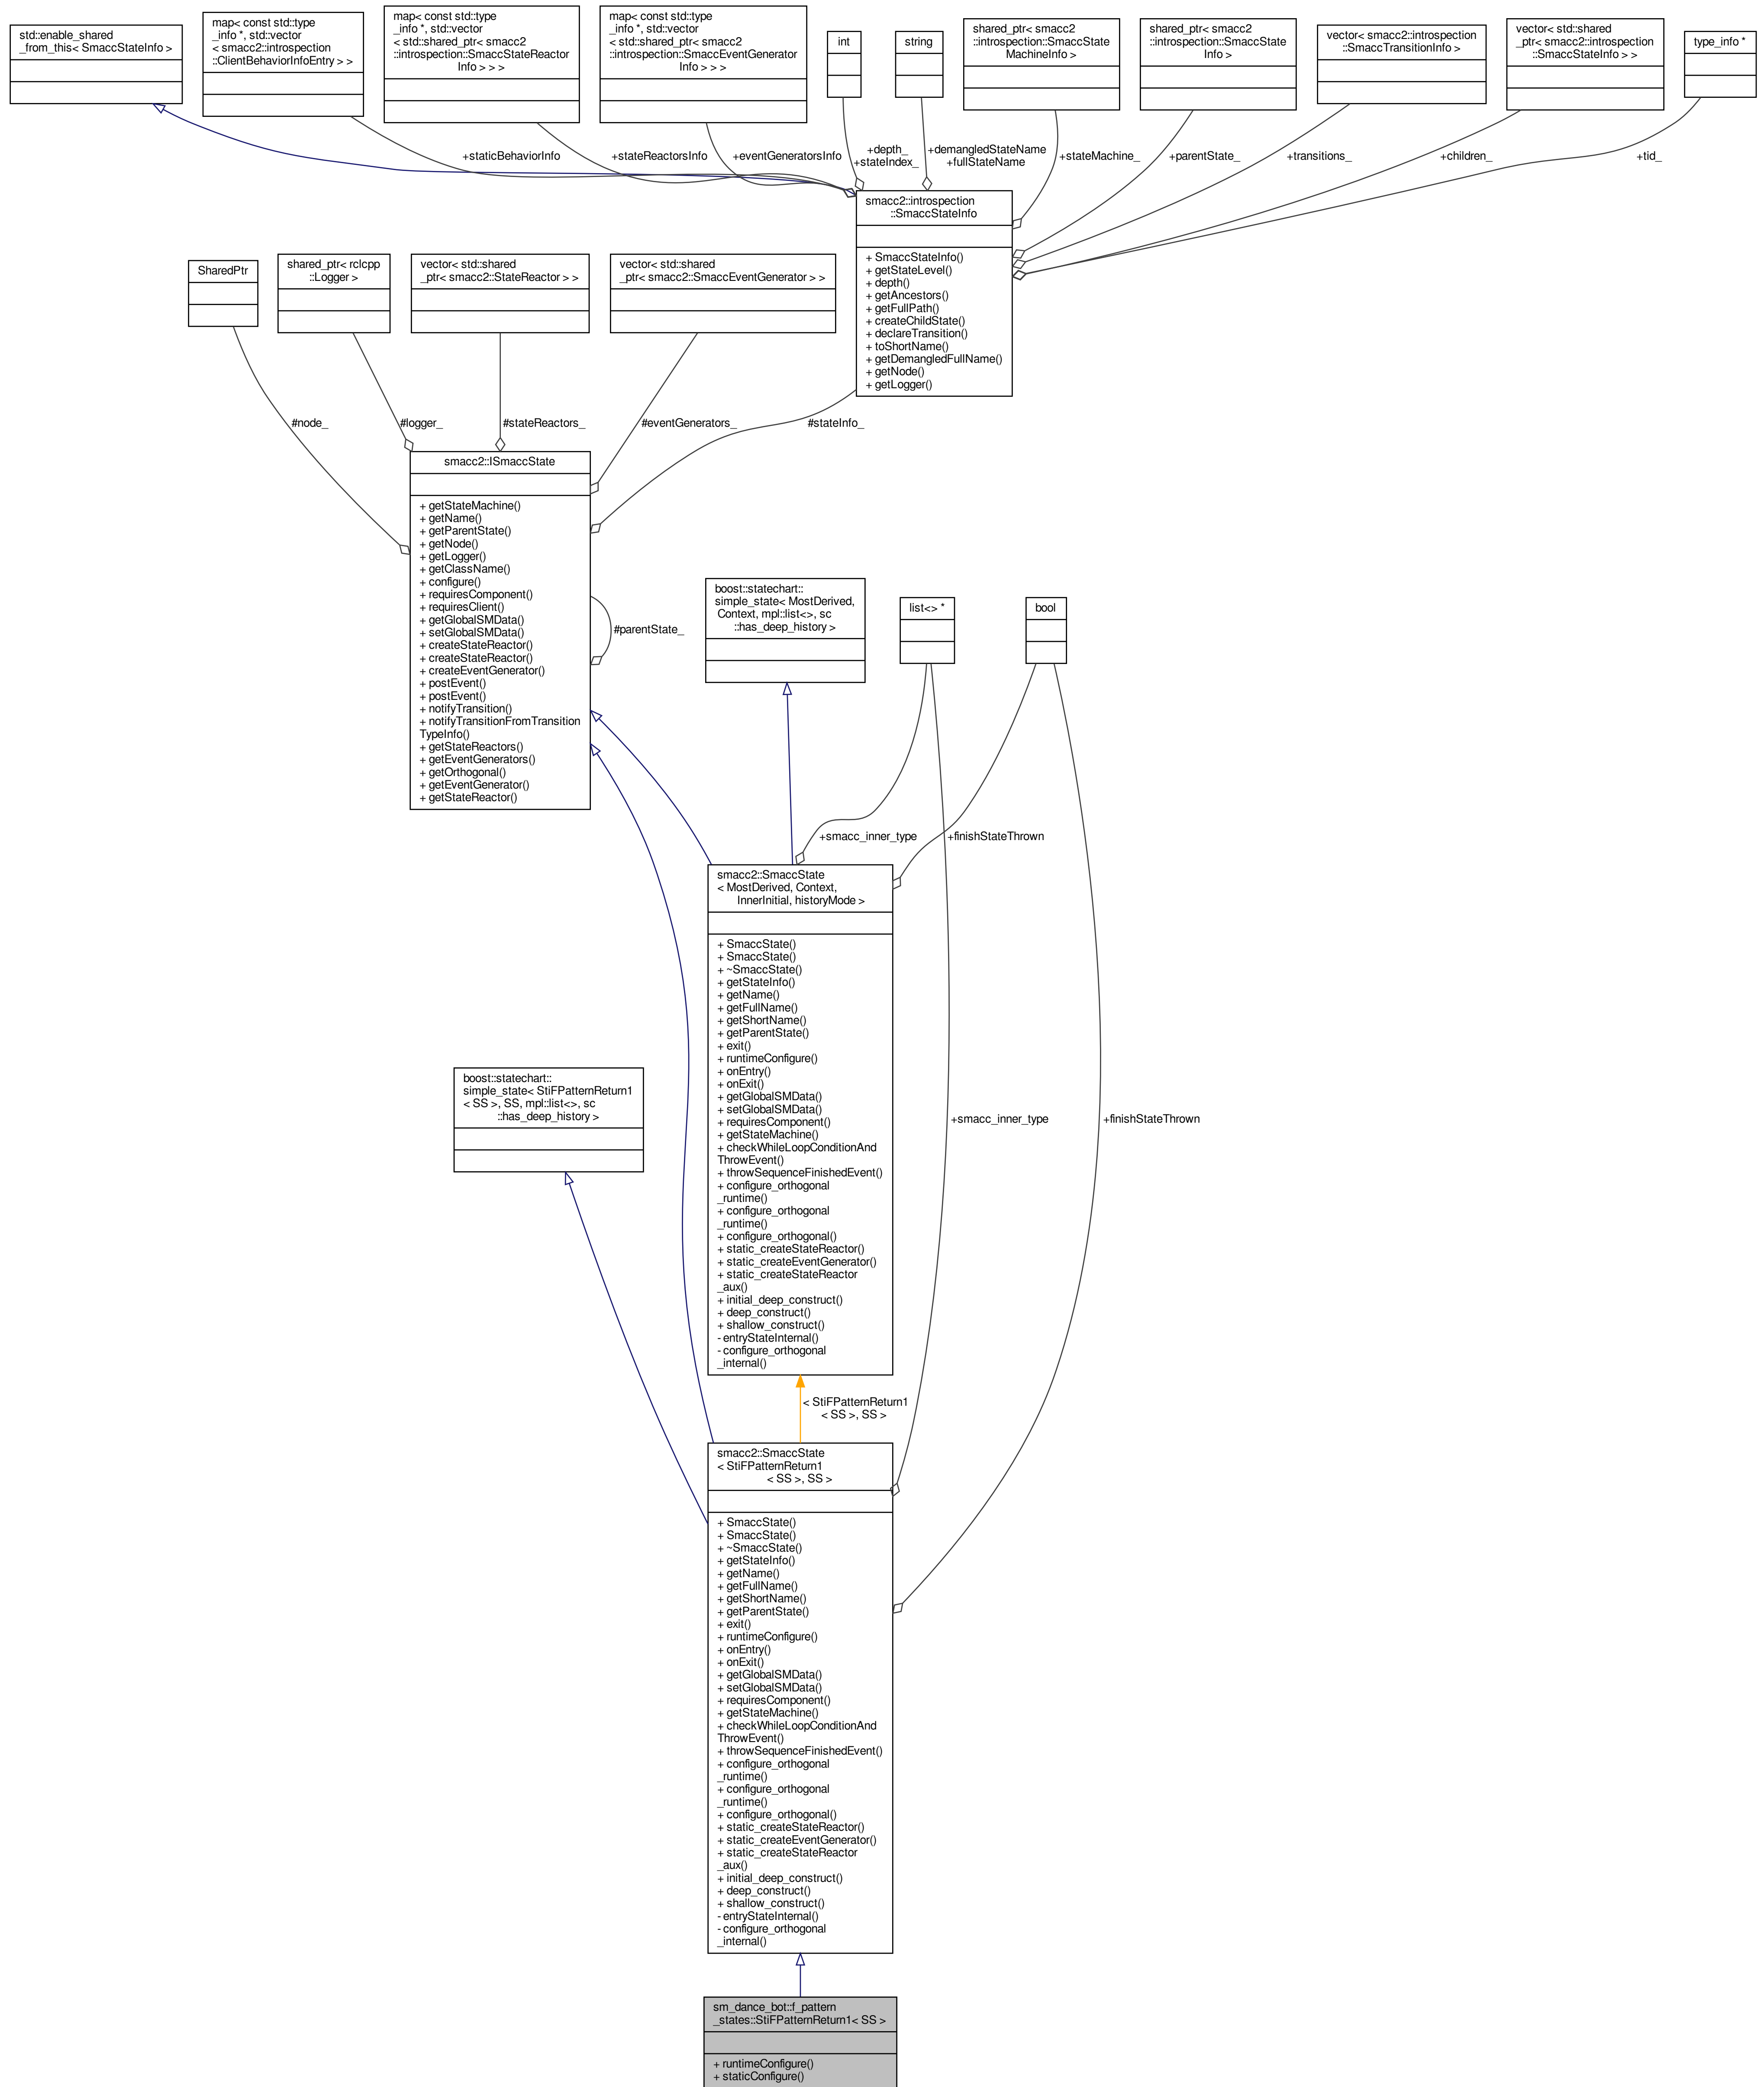 std::enable_shared
_from_this< SmaccStateInfo >
map< const std::type
_info *, std::vector
< smacc2::introspection
::ClientBehaviorInfoEntry > >
map< const std::type
_info *, std::vector
< std::shared_ptr< smacc2
::introspection::SmaccStateReactor
Info > > >
map< const std::type
_info *, std::vector
< std::shared_ptr< smacc2
::introspection::SmaccEventGenerator
Info > > >
int
string
shared_ptr< smacc2
::introspection::SmaccState
MachineInfo >
shared_ptr< smacc2
::introspection::SmaccState
Info >
vector< smacc2::introspection
::SmaccTransitionInfo >
vector< std::shared
_ptr< smacc2::introspection
::SmaccStateInfo > >
type_info *
+staticBehaviorInfo
+stateReactorsInfo
+eventGeneratorsInfo
+depth_
+stateIndex_
+demangledStateName
+fullStateName
+stateMachine_
+parentState_
+transitions_
+children_
+tid_
smacc2::introspection
::SmaccStateInfo
+ SmaccStateInfo()
+ getStateLevel()
+ depth()
+ getAncestors()
+ getFullPath()
+ createChildState()
+ declareTransition()
+ toShortName()
+ getDemangledFullName()
+ getNode()
+ getLogger()
SharedPtr
shared_ptr< rclcpp
::Logger >
vector< std::shared
_ptr< smacc2::StateReactor > >
vector< std::shared
_ptr< smacc2::SmaccEventGenerator > >
#node_
#logger_
#stateReactors_
#eventGenerators_
#stateInfo_
smacc2::ISmaccState
+ getStateMachine()
+ getName()
+ getParentState()
+ getNode()
+ getLogger()
+ getClassName()
+ configure()
+ requiresComponent()
+ requiresClient()
+ getGlobalSMData()
+ setGlobalSMData()
+ createStateReactor()
+ createStateReactor()
+ createEventGenerator()
+ postEvent()
+ postEvent()
+ notifyTransition()
+ notifyTransitionFromTransition
TypeInfo()
+ getStateReactors()
+ getEventGenerators()
+ getOrthogonal()
+ getEventGenerator()
+ getStateReactor()
#parentState_
boost::statechart::
simple_state< MostDerived,
Context, mpl::list<>, sc
::has_deep_history >
list<> *
bool
+smacc_inner_type
+finishStateThrown
smacc2::SmaccState
< MostDerived, Context,
InnerInitial, historyMode >
+ SmaccState()
+ SmaccState()
+ ~SmaccState()
+ getStateInfo()
+ getName()
+ getFullName()
+ getShortName()
+ getParentState()
+ exit()
+ runtimeConfigure()
+ onEntry()
+ onExit()
+ getGlobalSMData()
+ setGlobalSMData()
+ requiresComponent()
+ getStateMachine()
+ checkWhileLoopConditionAnd
ThrowEvent()
+ throwSequenceFinishedEvent()
+ configure_orthogonal
_runtime()
+ configure_orthogonal
_runtime()
+ configure_orthogonal()
+ static_createStateReactor()
+ static_createEventGenerator()
+ static_createStateReactor
_aux()
+ initial_deep_construct()
+ deep_construct()
+ shallow_construct()
- entryStateInternal()
- configure_orthogonal
_internal()
boost::statechart::
simple_state< StiFPatternReturn1
< SS >, SS, mpl::list<>, sc
::has_deep_history >
+smacc_inner_type
+finishStateThrown
< StiFPatternReturn1
< SS >, SS >
smacc2::SmaccState
< StiFPatternReturn1
< SS >, SS >
+ SmaccState()
+ SmaccState()
+ ~SmaccState()
+ getStateInfo()
+ getName()
+ getFullName()
+ getShortName()
+ getParentState()
+ exit()
+ runtimeConfigure()
+ onEntry()
+ onExit()
+ getGlobalSMData()
+ setGlobalSMData()
+ requiresComponent()
+ getStateMachine()
+ checkWhileLoopConditionAnd
ThrowEvent()
+ throwSequenceFinishedEvent()
+ configure_orthogonal
_runtime()
+ configure_orthogonal
_runtime()
+ configure_orthogonal()
+ static_createStateReactor()
+ static_createEventGenerator()
+ static_createStateReactor
_aux()
+ initial_deep_construct()
+ deep_construct()
+ shallow_construct()
- entryStateInternal()
- configure_orthogonal
_internal()
sm_dance_bot::f_pattern
_states::StiFPatternReturn1< SS >
+ runtimeConfigure()
+ staticConfigure()